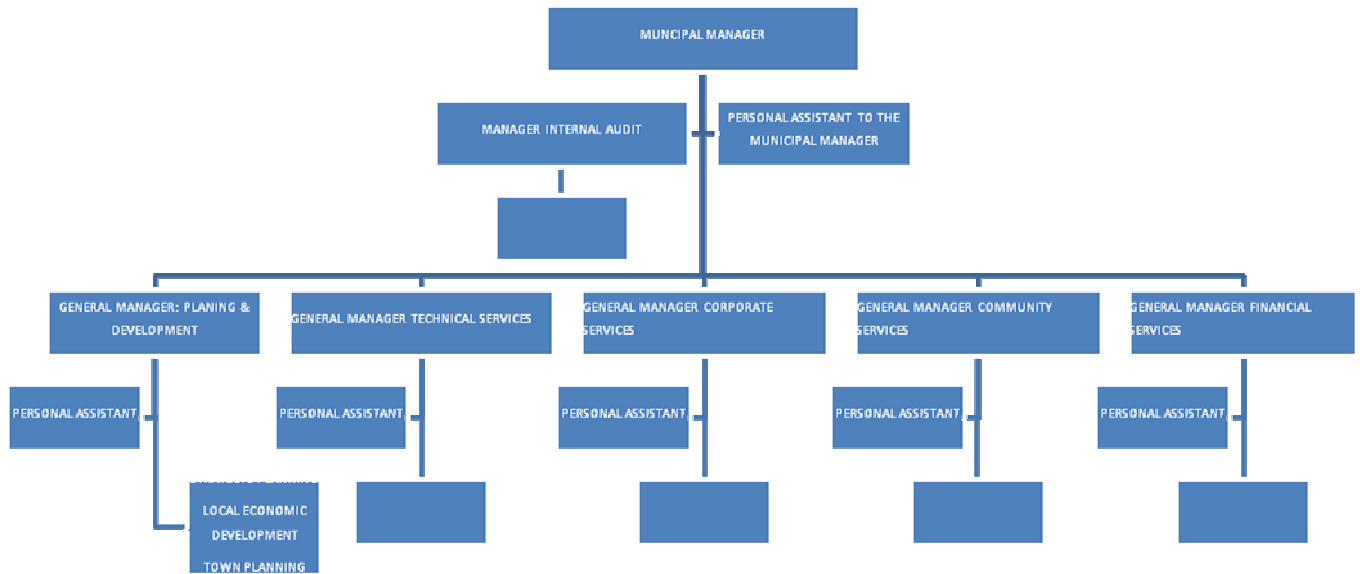 MUNCIPAL MANAGER
MANAGER INTERNAL AUDIT
PERSONAL ASSISTANT TO THE
MUNICIPAL MANAGER
GENERAL MANAGER: PLANING &
DEVELOPMENT
GENERAL MANAGER TECHNICAL SERVICES
GENERAL MANAGER CORPORATE
SERVICES
GENERAL MANAGER COMMUNITY
SERVICES
GENERAL MANAGER FINANCIAL
SERVICES
PERSONAL ASSISTANT
PERSONAL ASSISTANT
PERSONAL ASSISTANT
PERSONAL ASSISTANT
PERSONAL ASSISTANT
LOCAL ECONOMIC
DEVELOPMENT
TOWN PLANNING